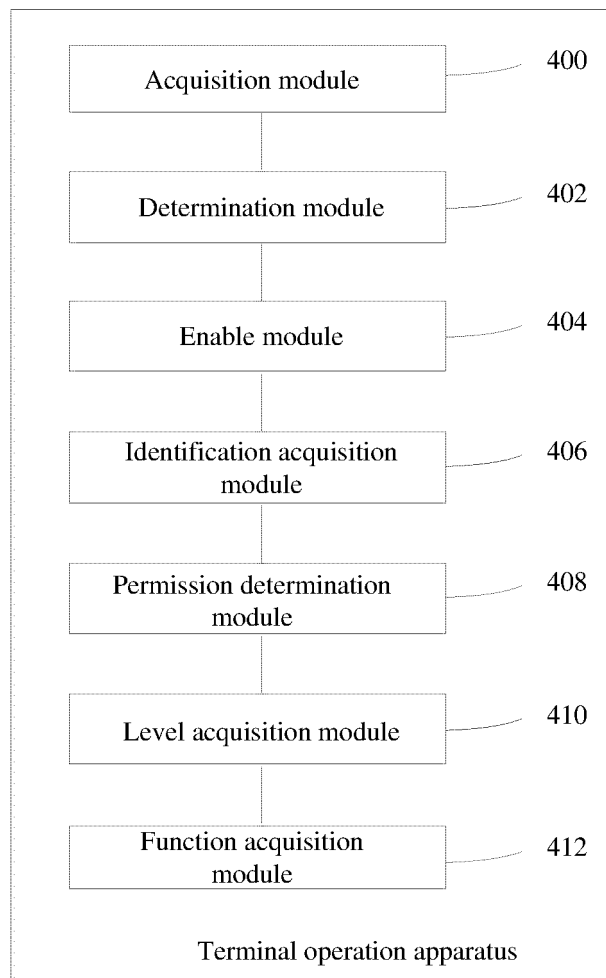 Acquisition module
400
Determination module
402
Enable module
404
Identification acquisition
module
406
Permission determination
module
408
Level acquisition module
410
Function acquisition
module
412
Terminal operation apparatus